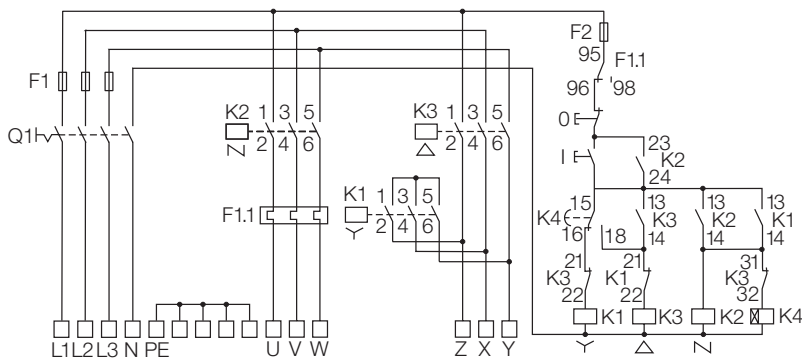 F2
95
F1.1
F1
96 98
K2 1 3 5
K3 1 3 5
0
Q1
2 4 6
2 4 6
23
K2
I
24
K1 1 3 5
15 13 13 13
F1.1
K4 K3 K2 K1
2 4 6
16 18 14 14 14
21 21 31
K3 K1 K3
22 22 32
K1 K3 K2 K4
L1 L2 L3 N PE U V W Z X Y